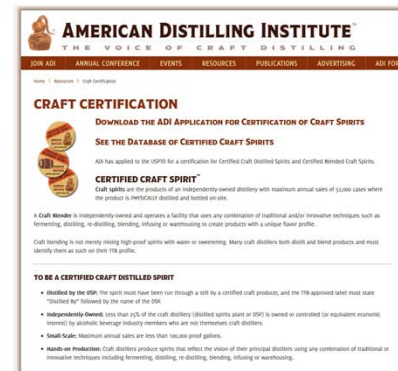 AMERICAN DISTILLING INSTITUTE™
THE VOICE OF CRAFT DISTILLING
JOIN ADI ANNUAL CONFERENCE EVENTS RESOURCES PUBLICATIONS ADVERTISING ADI FOR
Home Resources Craft Certification
CRAFT CERTIFICATION
DOWNLOAD THE ADI APPLICATION FOR CERTIFICATION OF CRAFT SPIRITS
SEE THE DATABASE OF CERTIFIED CRAFT SPIRITS
ADI has applied to the USPTO for a certification for Certified Craft Distilled Spirits and Certified Blended Craft Spirits.
CERTIFIED CRAFT SPIRIT™
Craft spirits are the products of an independently-owned distillery with maximum annual sales of 52,000 cases where
the product is PHYSICALLY distilled and bottled on-site.
A Craft Blender is independently-owned and operates a facility that uses any combination of traditional and/or innovative techniques such as
fermenting, distilling, re-distilling, blending, infusing or warehousing to create products with a unique flavor profile.
Craft blending is not merely mixing high-proof spirits with water or sweetening. Many craft distillers both distill and blend products and must
identify them as such on their TTB profile.
TO BE A CERTIFIED CRAFT DISTILLED SPIRIT
• Distilled by the DSP: The spirit must have been run through a still by a certified craft producer, and the TTB-approved label must state
"Distilled By" followed by the name of the DSP.
• Independently-Owned: Less than 25% of the craft distillery (distilled spirits plant or DSP) is owned or controlled (or equivalent economic
interest) by alcoholic beverage industry members who are not themselves craft distillers.
• Small-Scale: Maximum annual sales are less than 100,000 proof gallons.
• Hands-on Production: Craft distillers produce spirits that reflect the vision of their principal distillers using any combination of traditional or
innovative techniques including fermenting, distilling, re-distilling, blending, infusing or warehousing.